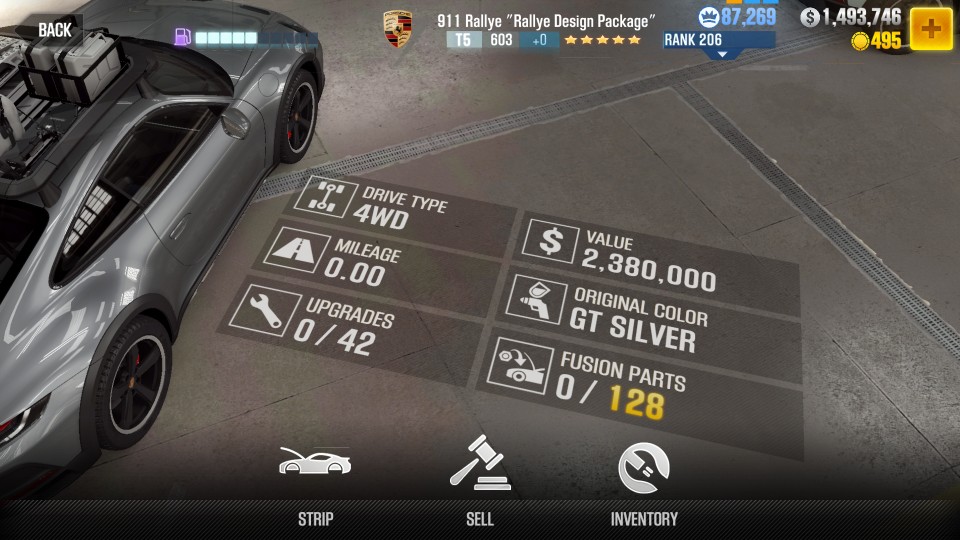 BACK
911 Rallye "Rallye Design Package"
T5 603 +0
87,269
RANK 206
$ 1,493,746
495
DRIVE TYPE
4WD
MILEAGE
0.00
UPGRADES
0/42
$ VALUE
2,380,000
ORIGINAL COLOR
GT SILVER
FUSION PARTS
0/ 128
STRIP
SELL
INVENTORY